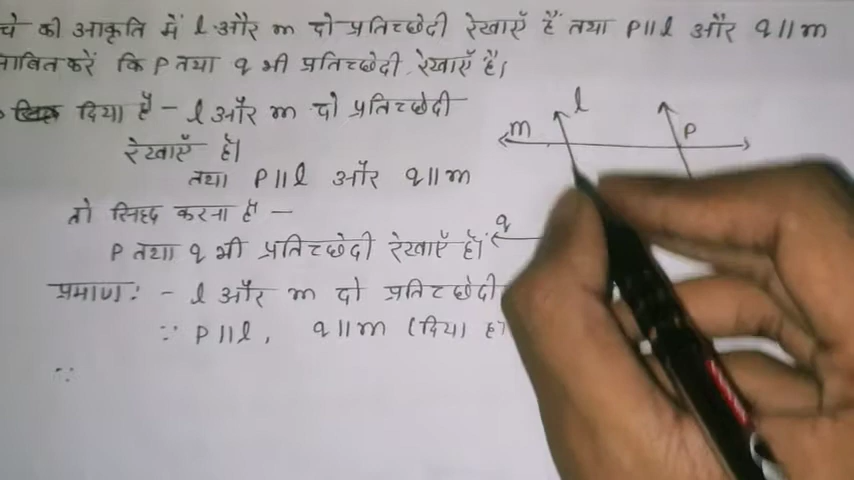 चे की आकृति में l और m दो प्रतिच्छेदी रेखाएँ हैं तथा P॥l और q॥m
साबित करें कि P तथा q भी प्रतिच्छेदी रेखाएँ हैं।
दिया है - l और m दो प्रतिच्छेदी
रेखाएँ हैं।
तथा P॥l और q॥m
तो सिद्ध करना है -
P तथा q भी प्रतिच्छेदी रेखाएँ हैं।
प्रमाण: - l और m दो प्रतिच्छेदी
∵ P॥l, q॥m (दिया है
∵
l
m
P
q